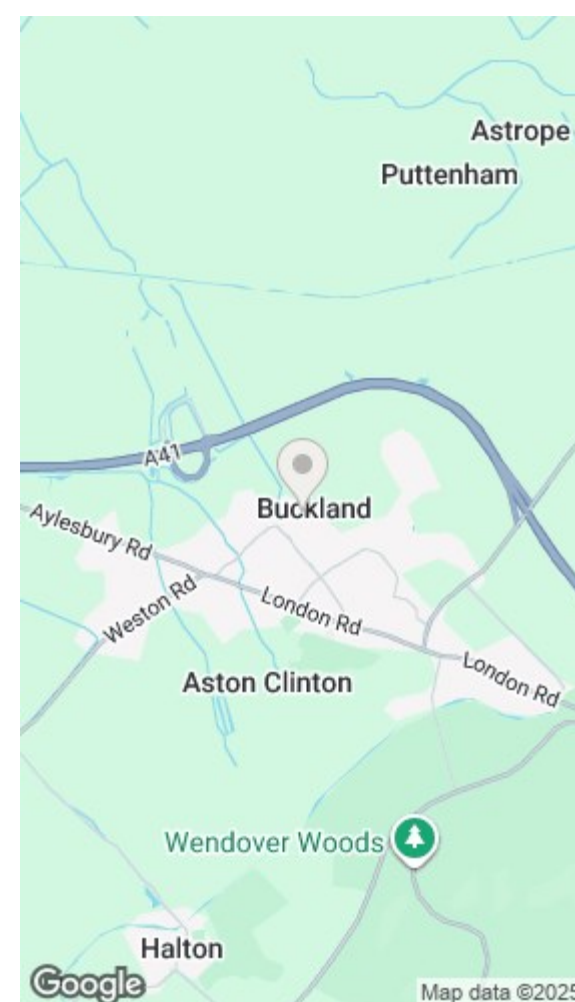 Astrope
Puttenham
A41
Buckland
Aylesbury Rd
Weston Rd
London Rd
London Rd
Aston Clinton
Wendover Woods
Halton
Google
Map data ©2025